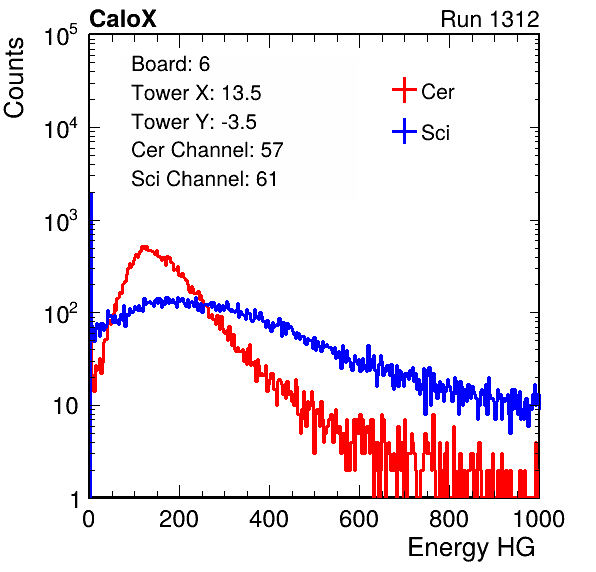 CaloX Run 1312
Counts
10^5
10^4
10^3
10^2
10
1
Board: 6
Tower X: 13.5
Tower Y: -3.5
Cer Channel: 57
Sci Channel: 61
Cer
Sci
0 200 400 600 800 1000
Energy HG